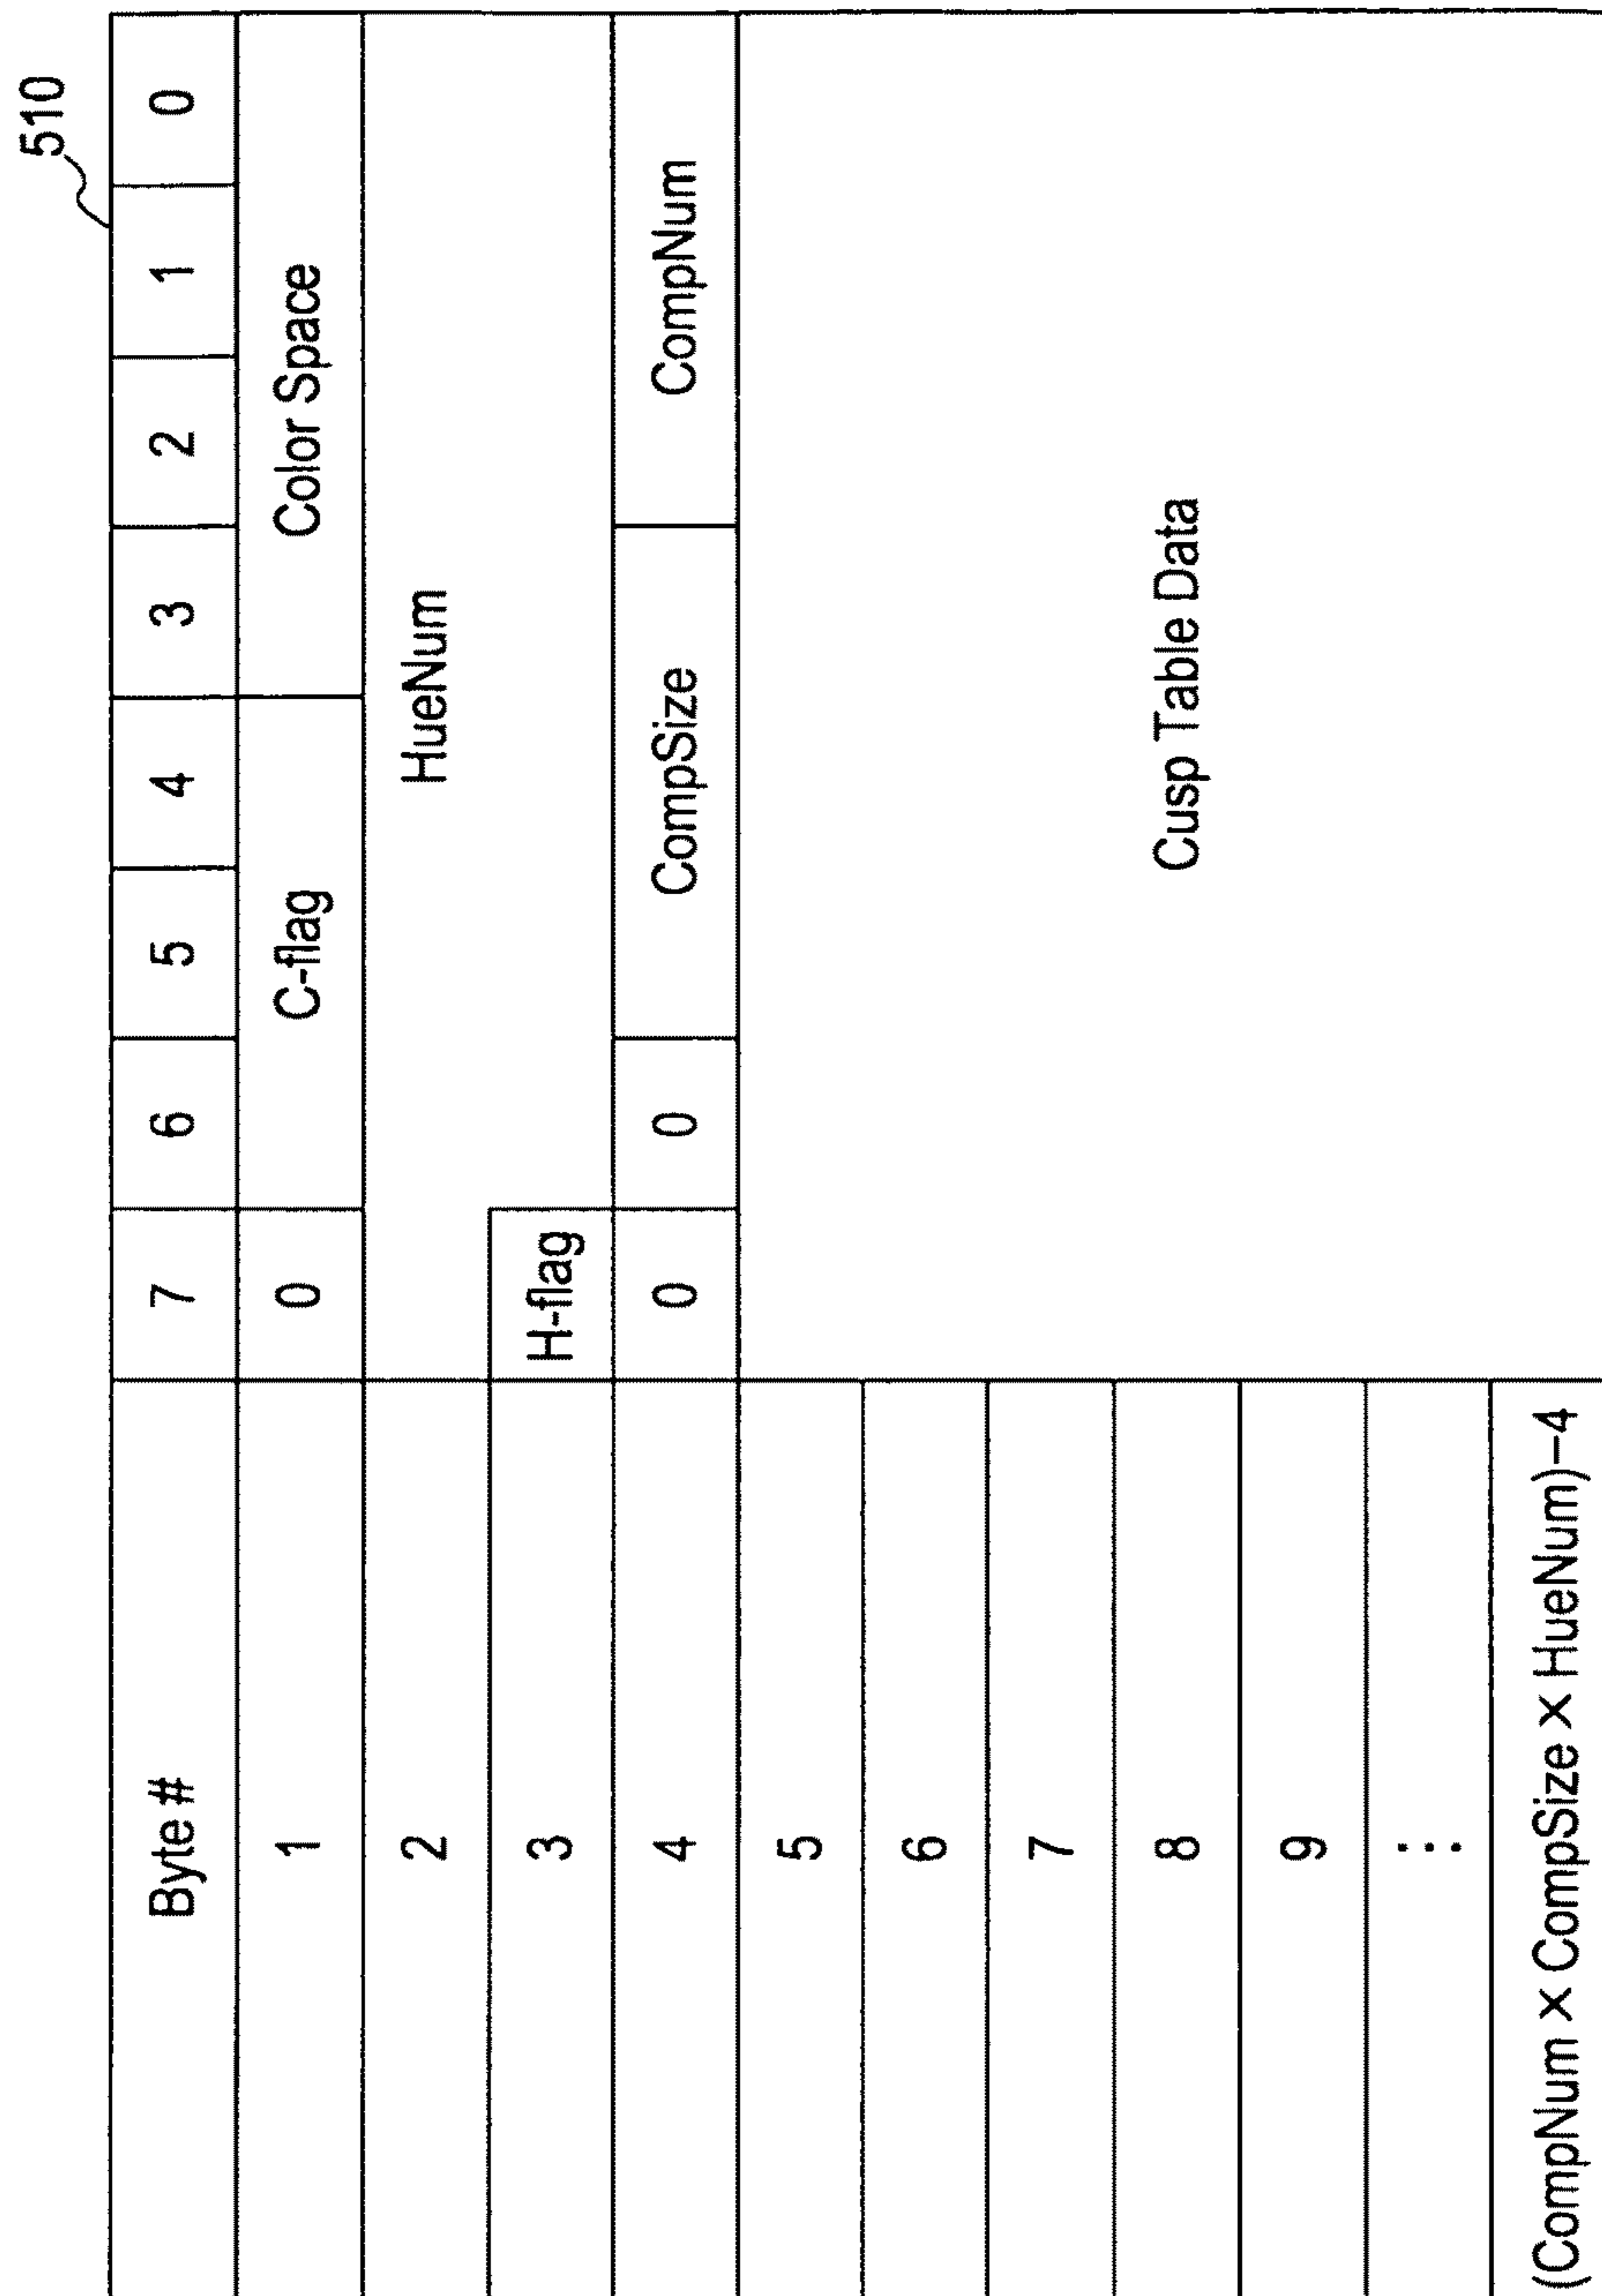 510
Byte # 7 6 5 4 3 2 1 0
1 0 C-flag Color Space
2 HueNum
3 H-flag
4 0 0 CompSize CompNum
5
6
7
8 Cusp Table Data
9
⋮
(CompNum × CompSize × HueNum)−4